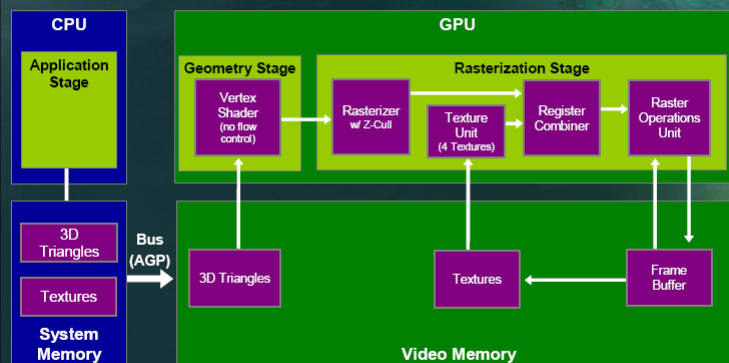 CPU
Application
Stage
GPU
Geometry Stage
Vertex
Shader
(no flow
control)
Rasterization Stage
Rasterizer
w/ Z-Cull
Texture
Unit
(4 Textures)
Register
Combiner
Raster
Operations
Unit
3D
Triangles
Textures
System
Memory
Bus
(AGP)
3D Triangles
Textures
Frame
Buffer
Video Memory